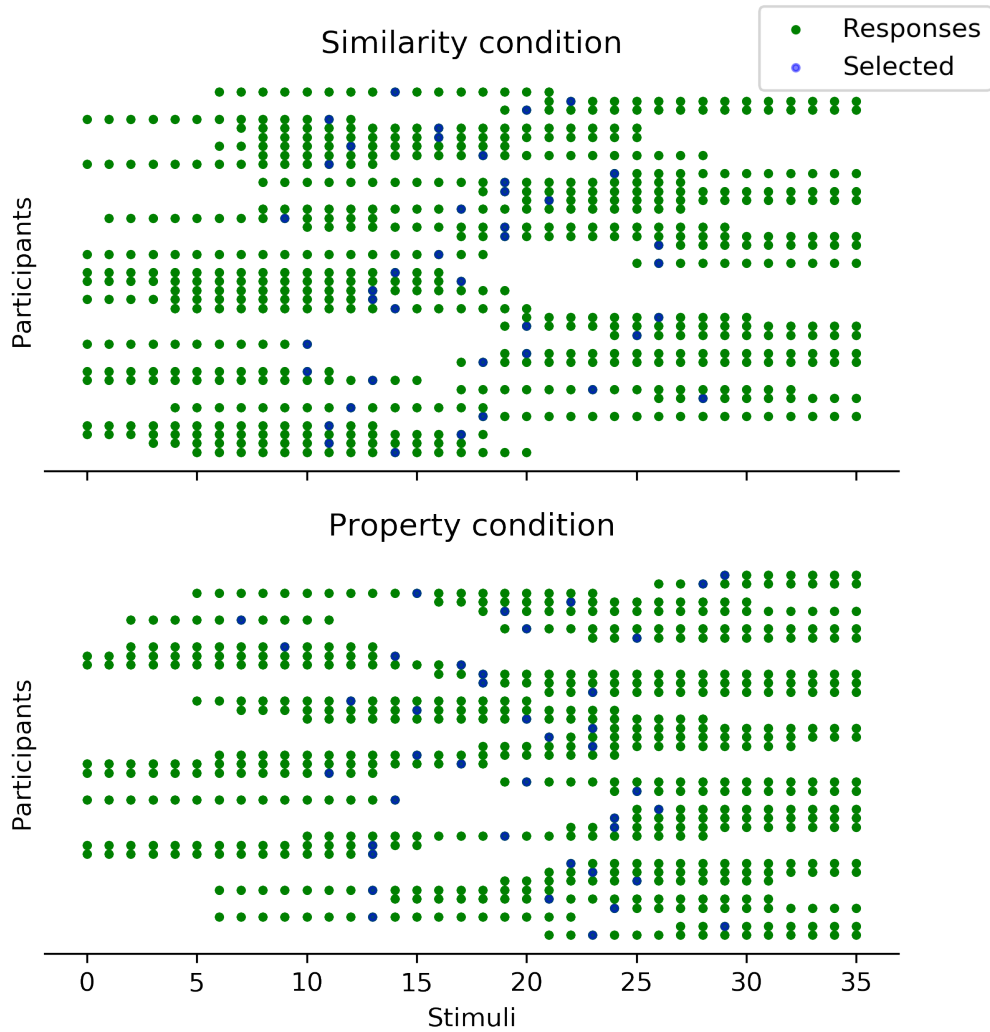 Responses
Selected
Similarity condition
Participants
Property condition
Participants
0 5 10 15 20 25 30 35
Stimuli